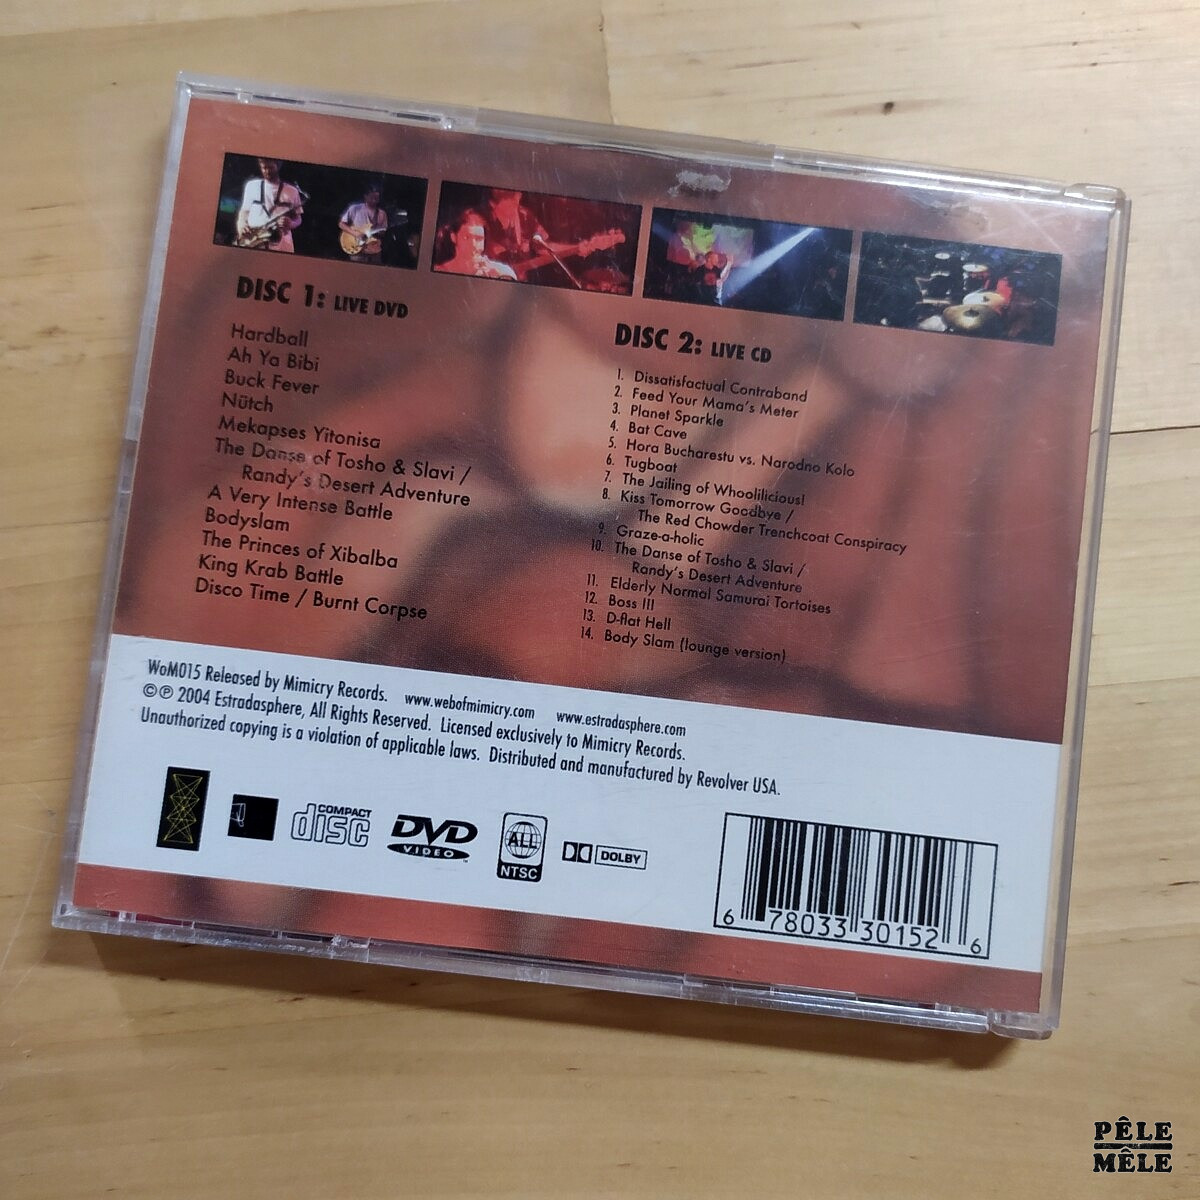 DISC 1: LIVE DVD
Hardball
Ah Ya Bibi
Buck Fever
Nütch
Mekapses Yitonisa
The Danse of Tosho & Slavi /
Randy's Desert Adventure
A Very Intense Battle
Bodyslam
The Princes of Xibalba
King Krab Battle
Disco Time / Burnt Corpse
DISC 2: LIVE CD
1. Dissatisfactual Contraband
2. Feed Your Mama's Meter
3. Planet Sparkle
4. Bat Cave
5. Hora Bucharestu vs. Narodno Kolo
6. Tugboat
7. The Jailing of Whoolilicious!
8. Kiss Tomorrow Goodbye /
The Red Chowder Trenchcoat Conspiracy
9. Graze-a-holic
10. The Danse of Tosho & Slavi /
Randy's Desert Adventure
11. Elderly Normal Samurai Tortoises
12. Boss III
13. D-flat Hell
14. Body Slam (lounge version)
WoM015 Released by Mimicry Records. www.webofmimicry.com www.estradasphere.com
©℗ 2004 Estradasphere, All Rights Reserved. Licensed exclusively to Mimicry Records.
Unauthorized copying is a violation of applicable laws. Distributed and manufactured by Revolver USA.
COMPACT
disc
DVD
VIDEO
ALL
NTSC
DOLBY
6 78033 30152 6
PÊLE
MÊLE